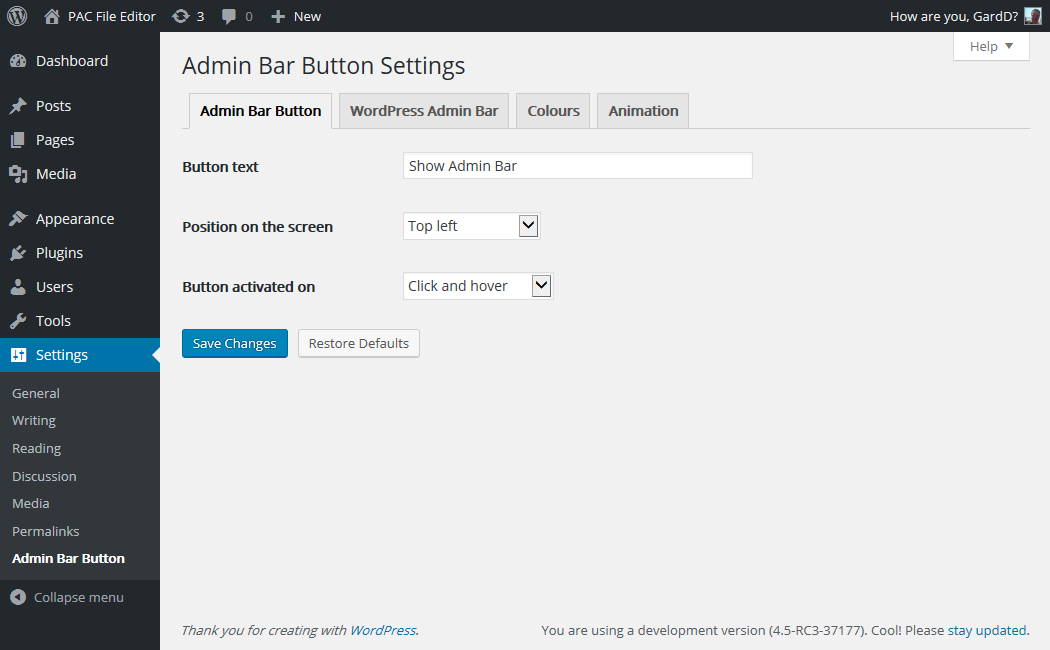 PAC File Editor 3 0 New How are you, GardD?
Help
Dashboard
Posts
Pages
Media
Appearance
Plugins
Users
Tools
Settings
General
Writing
Reading
Discussion
Media
Permalinks
Admin Bar Button
Collapse menu
Admin Bar Button Settings
Admin Bar Button WordPress Admin Bar Colours Animation
Button text Show Admin Bar
Position on the screen Top left
Button activated on Click and hover
Save Changes Restore Defaults
Thank you for creating with WordPress. You are using a development version (4.5-RC3-37177). Cool! Please stay updated.